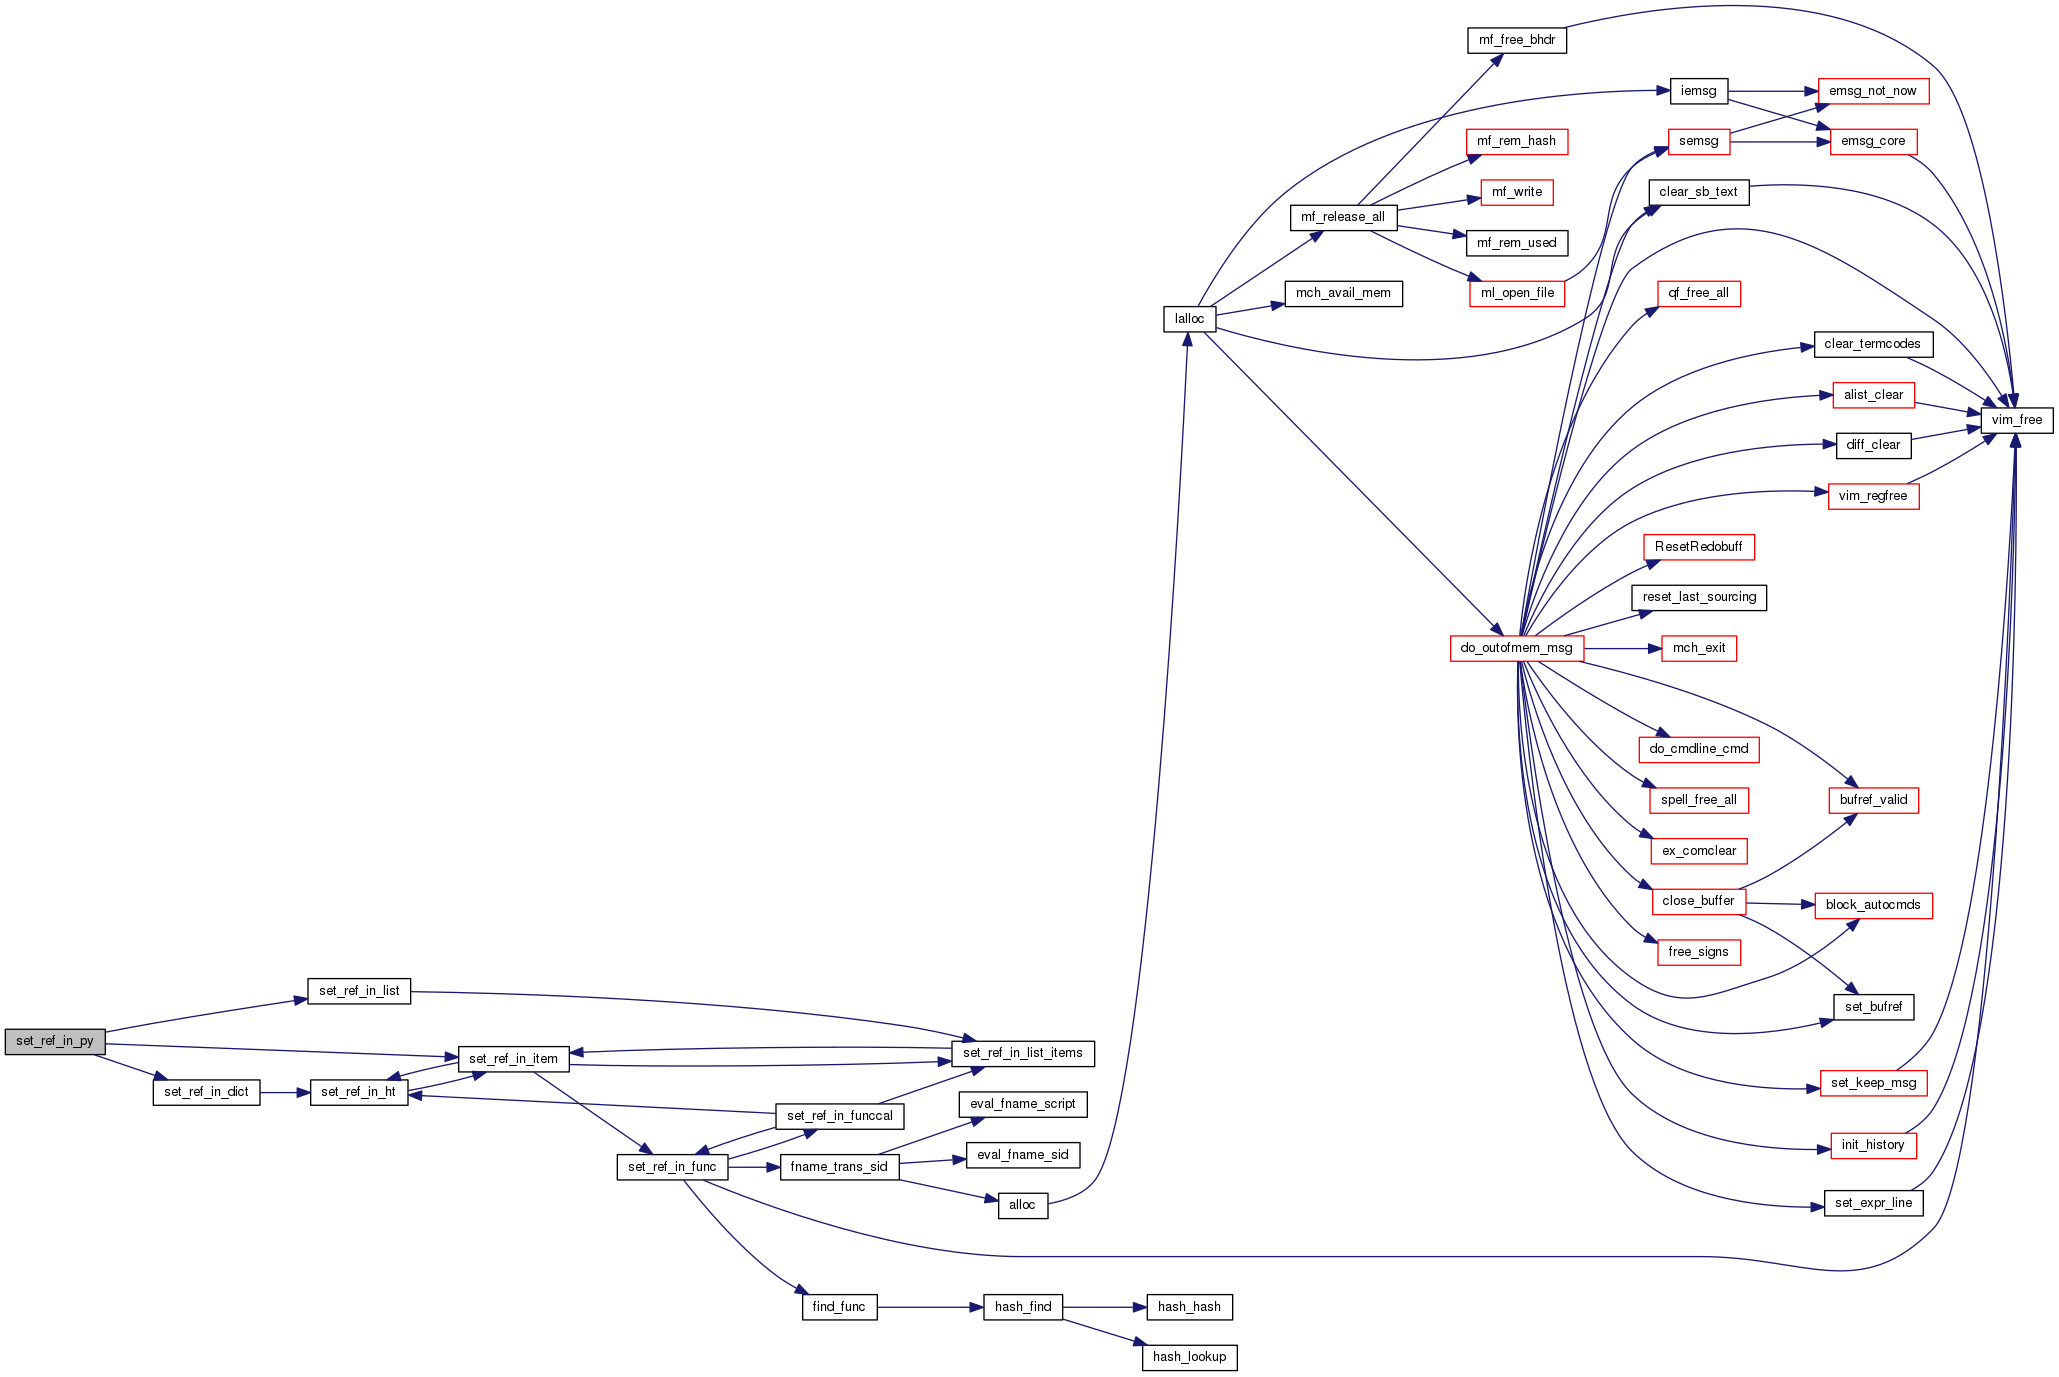 mf_free_bhdr
iemsg
emsg_not_now
mf_rem_hash
semsg
emsg_core
mf_write
clear_sb_text
mf_release_all
mf_rem_used
mch_avail_mem
ml_open_file
qf_free_all
lalloc
clear_termcodes
alist_clear
vim_free
diff_clear
vim_regfree
ResetRedobuff
reset_last_sourcing
do_outofmem_msg
mch_exit
do_cmdline_cmd
spell_free_all
bufref_valid
ex_comclear
close_buffer
block_autocmds
free_signs
set_ref_in_list
set_bufref
set_ref_in_py
set_ref_in_item
set_ref_in_list_items
set_ref_in_dict
set_ref_in_ht
set_keep_msg
eval_fname_script
set_ref_in_funccal
init_history
eval_fname_sid
set_ref_in_func
fname_trans_sid
alloc
set_expr_line
find_func
hash_find
hash_hash
hash_lookup